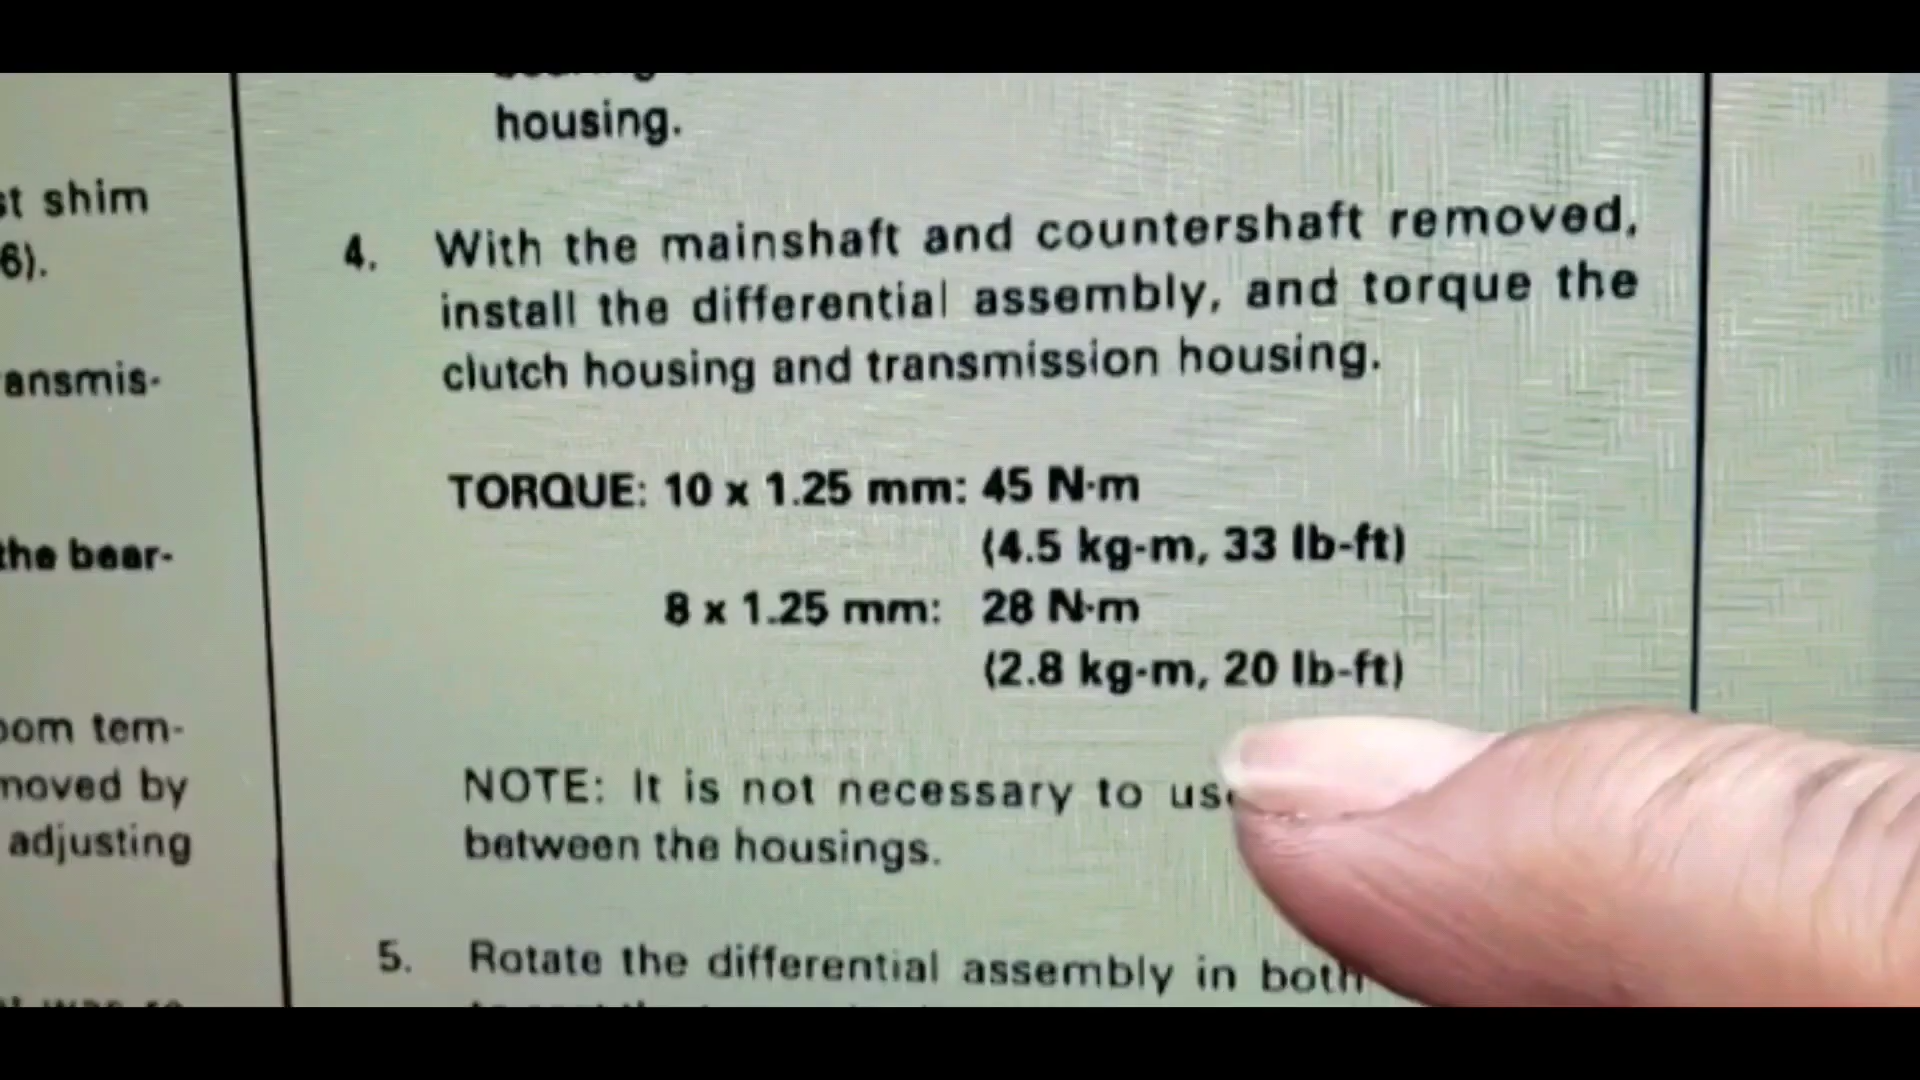 st shim
6).
ansmis-
the bear-
oom tem-
moved by
adjusting
housing.
4. With the mainshaft and countershaft removed,
install the differential assembly, and torque the
clutch housing and transmission housing.
TORQUE: 10 x 1.25 mm: 45 N·m
(4.5 kg-m, 33 lb-ft)
8 x 1.25 mm: 28 N·m
(2.8 kg-m, 20 lb-ft)
NOTE: It is not necessary to us
between the housings.
5. Rotate the differential assembly in both